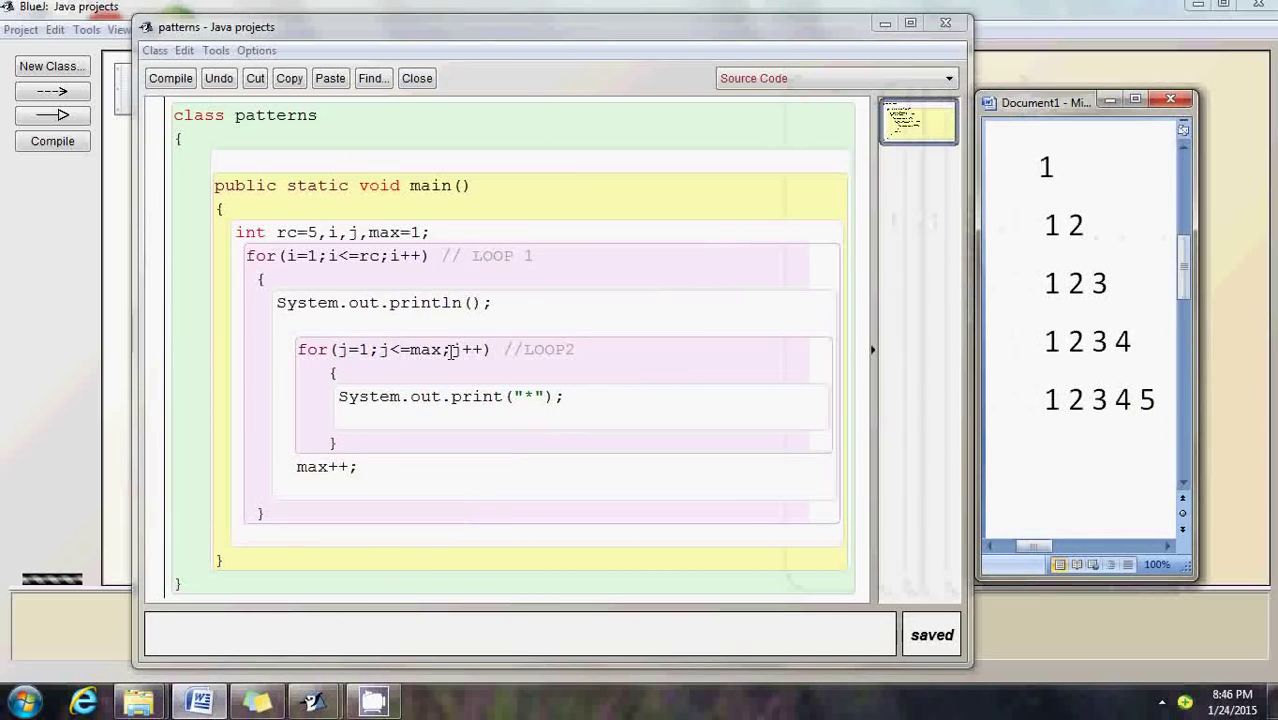 BlueJ: Java projects
Project Edit Tools View
New Class...
Compile
patterns - Java projects
Class Edit Tools Options
Compile Undo Cut Copy Paste Find... Close
Source Code
class patterns
{
public static void main()
{
int rc=5,i,j,max=1;
for(i=1;i<=rc;i++) // LOOP 1
{
System.out.println();
for(j=1;j<=max;j++) //LOOP2
{
System.out.print("*");
}
max++;
}
}
}
saved
Document1 - Mi...
1
1 2
1 2 3
1 2 3 4
1 2 3 4 5
100%
8:46 PM
1/24/2015